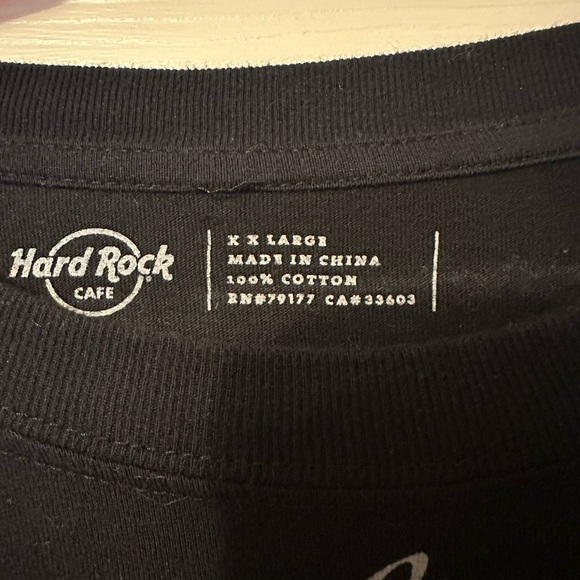 Hard Rock
CAFE
X X LARGE
MADE IN CHINA
100% COTTON
RN#79177 CA#33603